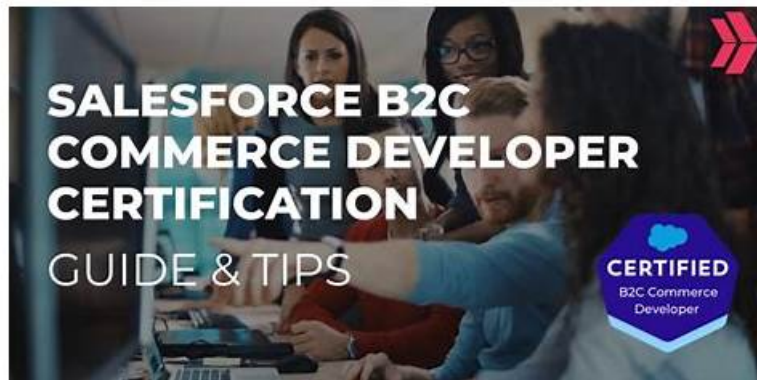 SALESFORCE B2C
COMMERCE DEVELOPER
CERTIFICATION
GUIDE & TIPS
CERTIFIED
B2C Commerce
Developer